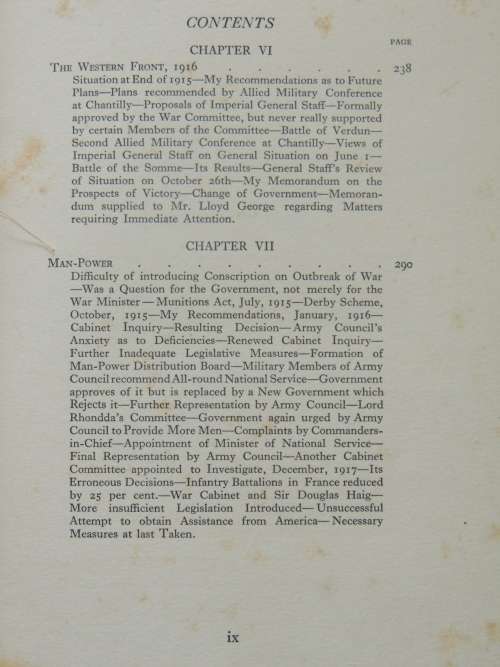 CONTENTS
CHAPTER VI
PAGE
THE WESTERN FRONT, 1916 . . . . . . 238
Situation at End of 1915—My Recommendations as to Future
Plans—Plans recommended by Allied Military Conference
at Chantilly—Proposals of Imperial General Staff—Formally
approved by the War Committee, but never really supported
by certain Members of the Committee—Battle of Verdun—
Second Allied Military Conference at Chantilly—Views of
Imperial General Staff on General Situation on June 1—
Battle of the Somme—Its Results—General Staff's Review
of Situation on October 26th—My Memorandum on the
Prospects of Victory—Change of Government—Memoran-
dum supplied to Mr. Lloyd George regarding Matters
requiring Immediate Attention.
CHAPTER VII
MAN-POWER . . . . . . . . . 290
Difficulty of introducing Conscription on Outbreak of War
—Was a Question for the Government, not merely for the
War Minister—Munitions Act, July, 1915—Derby Scheme,
October, 1915—My Recommendations, January, 1916—
Cabinet Inquiry—Resulting Decision—Army Council's
Anxiety as to Deficiencies—Renewed Cabinet Inquiry—
Further Inadequate Legislative Measures—Formation of
Man-Power Distribution Board—Military Members of Army
Council recommend All-round National Service—Government
approves of it but is replaced by a New Government which
Rejects it—Further Representation by Army Council—Lord
Rhondda's Committee—Government again urged by Army
Council to Provide More Men—Complaints by Commanders-
in-Chief—Appointment of Minister of National Service—
Final Representation by Army Council—Another Cabinet
Committee appointed to Investigate, December, 1917—Its
Erroneous Decisions—Infantry Battalions in France reduced
by 25 per cent.—War Cabinet and Sir Douglas Haig—
More insufficient Legislation Introduced—Unsuccessful
Attempt to obtain Assistance from America—Necessary
Measures at last Taken.
ix